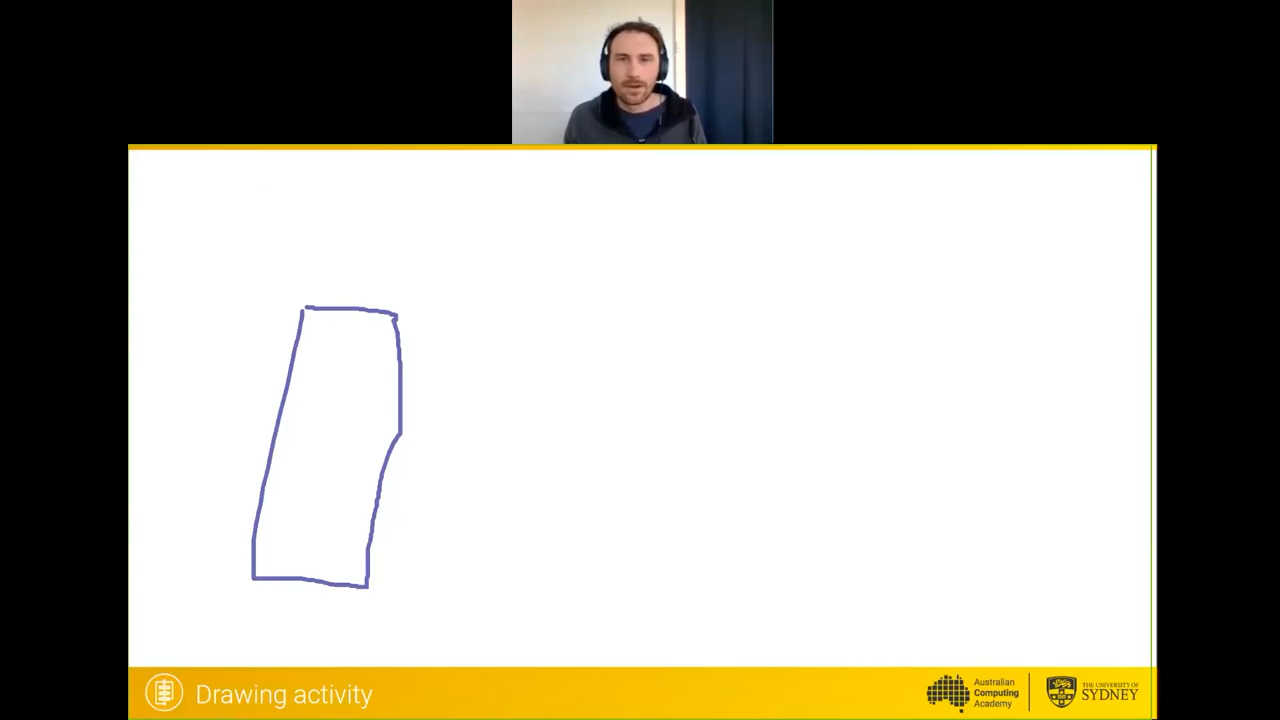 Drawing activity
Australian
Computing
Academy
THE UNIVERSITY OF
SYDNEY